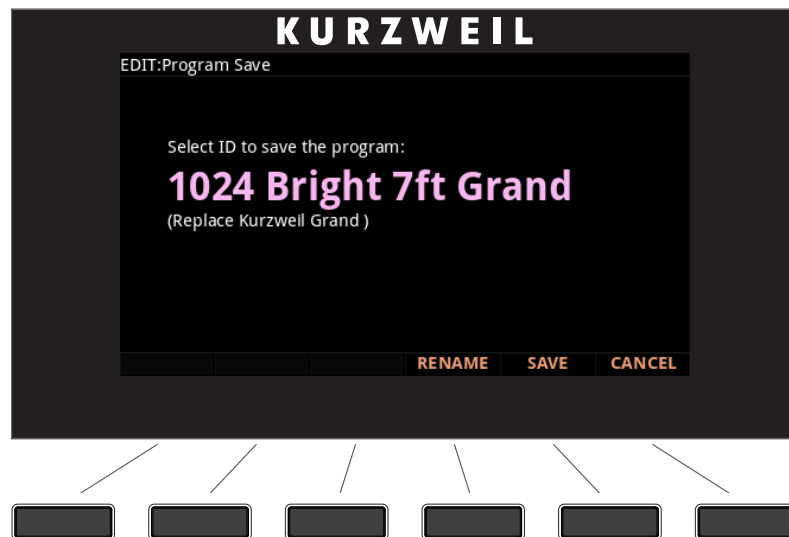 KURZWEIL
EDIT:Program Save
Select ID to save the program:
1024 Bright 7ft Grand
(Replace Kurzweil Grand )
RENAME SAVE CANCEL